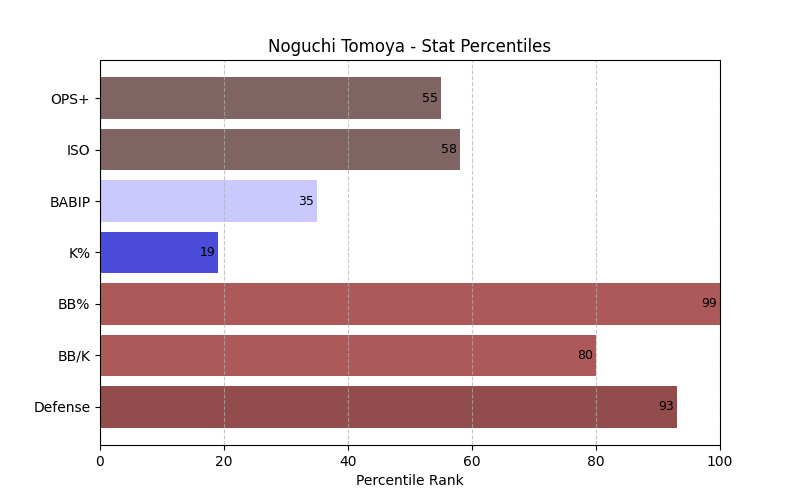 Noguchi Tomoya - Stat Percentiles
OPS+ 55
ISO 58
BABIP 35
K% 19
BB% 99
BB/K 80
Defense 93
0 20 40 60 80 100
Percentile Rank